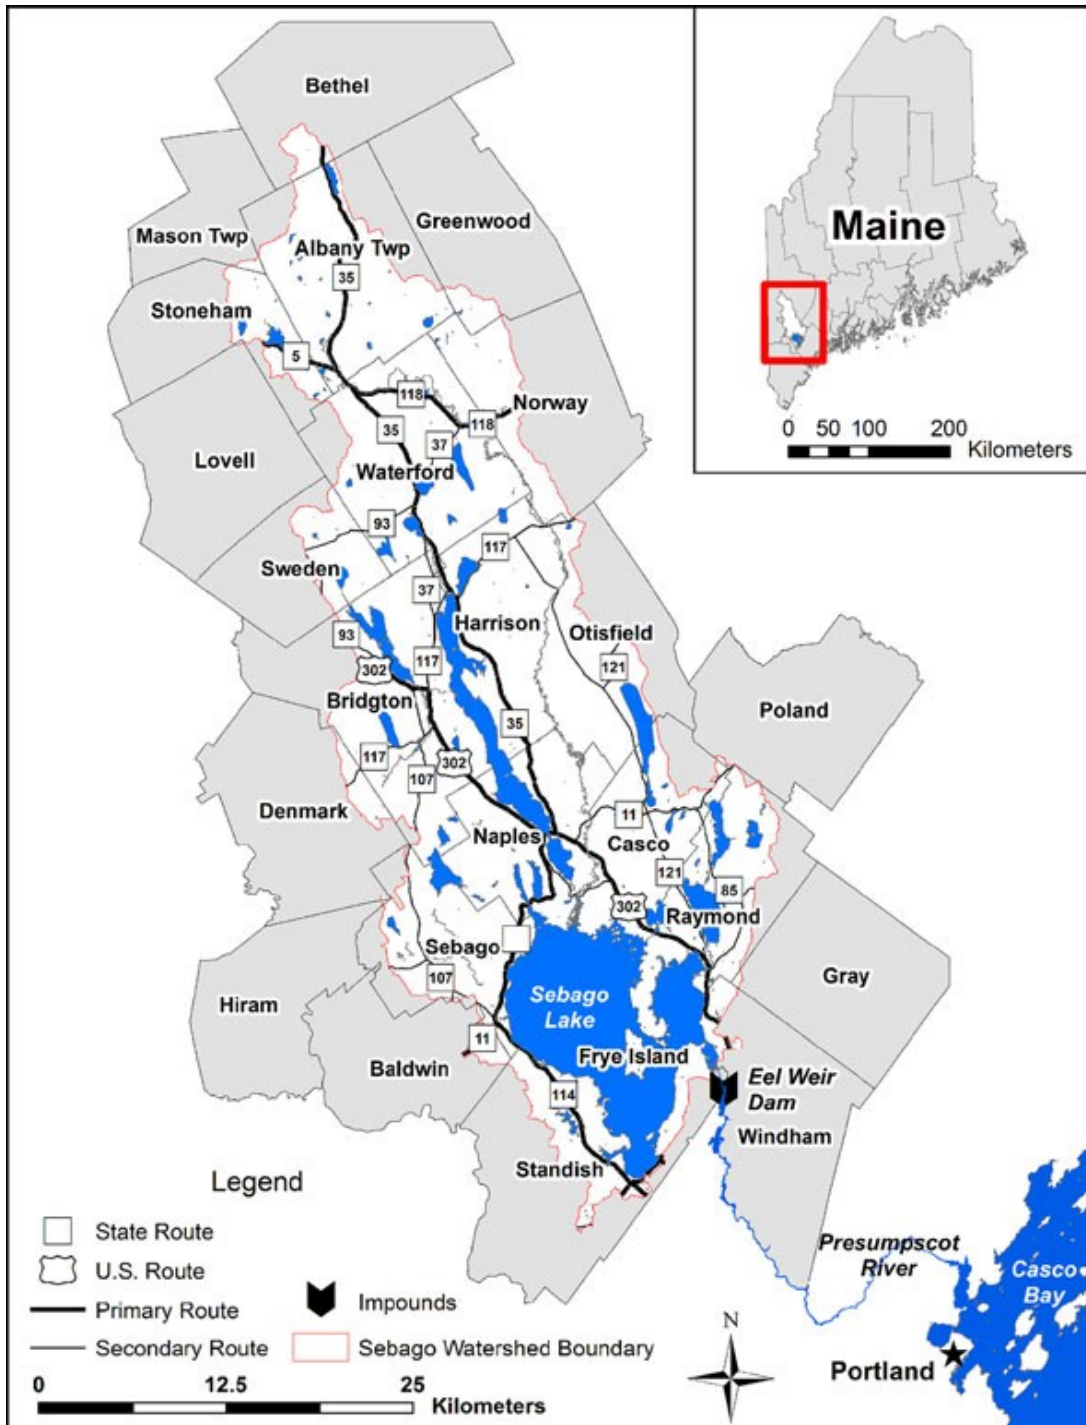 Bethel
Maine
0 50 100 200
Kilometers
Greenwood
Mason Twp
Albany Twp
35
Stoneham
5
118
Norway
118
35
37
Lovell
Waterford
93
117
Sweden
37
Harrison
Otisfield
93
302
117
121
Bridgton
Poland
35
117
302
107
Denmark
11
Naples
Casco
121
85
302
Raymond
Sebago
107
Gray
Hiram
Sebago
Lake
11
Frye Island
Baldwin
Eel Weir
Dam
114
Windham
Standish
Legend
State Route
U.S. Route
Primary Route
Secondary Route
Impounds
Sebago Watershed Boundary
0 12.5 25
Kilometers
N
Presumpscot
River
Casco
Bay
Portland